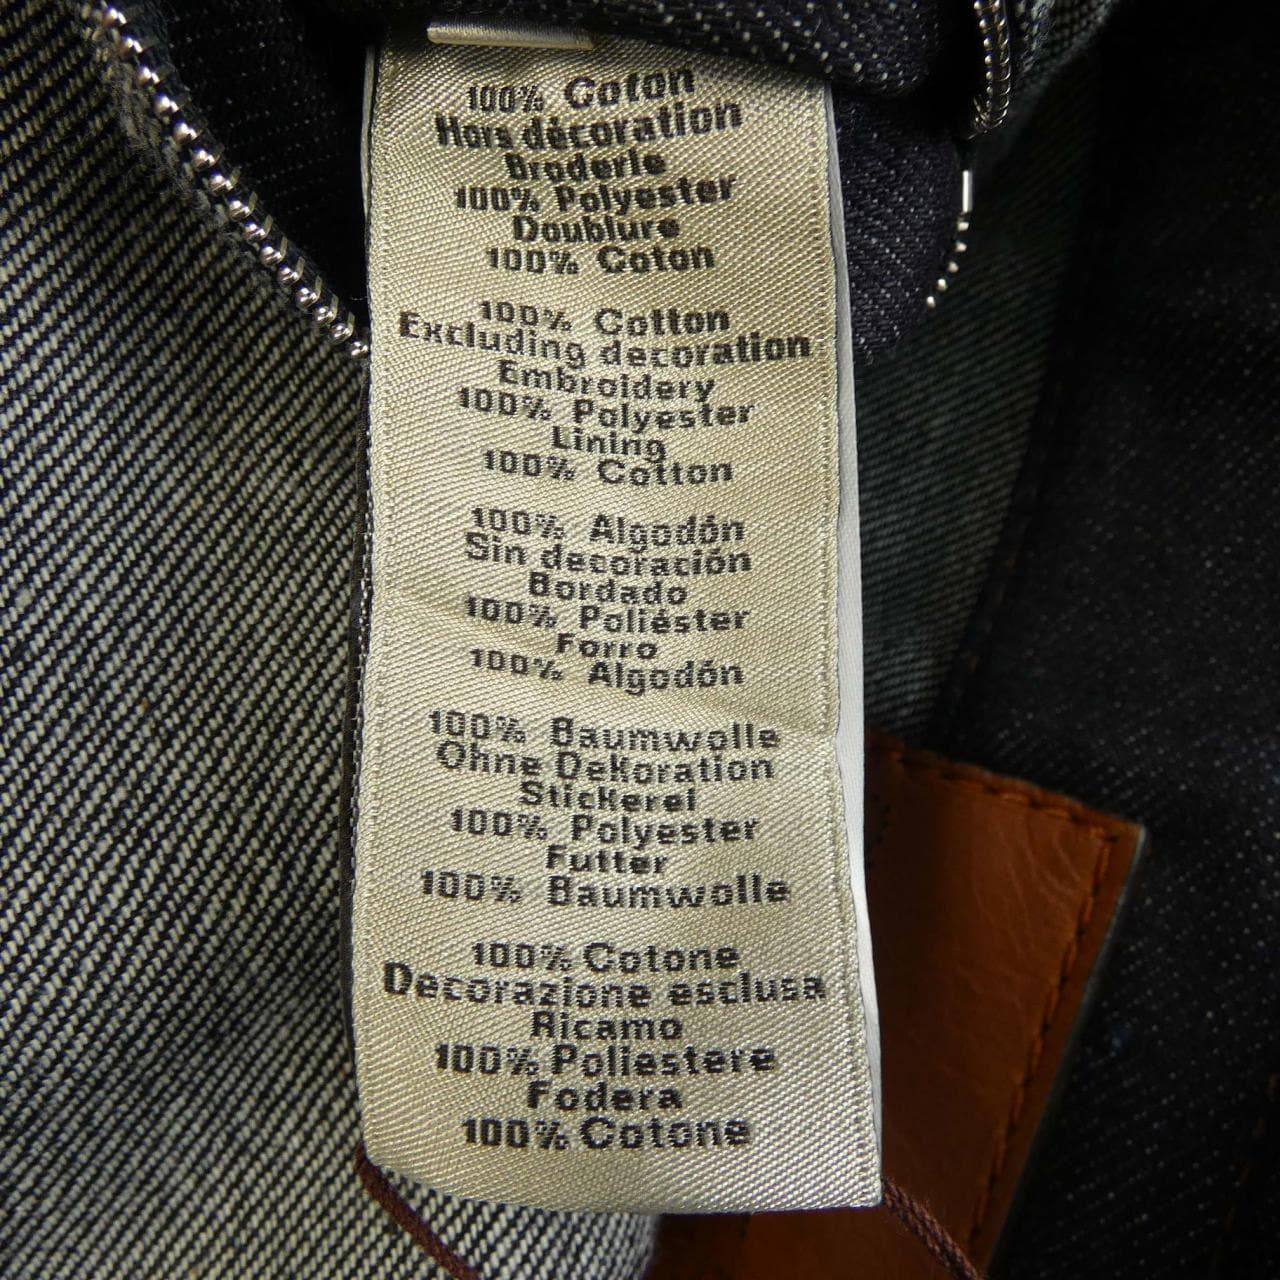 100% Coton
Hors décoration
Broderie
100% Polyester
Doublure
100% Coton
100% Cotton
Excluding decoration
Embroidery
100% Polyester
Lining
100% Cotton
100% Algodón
Sin decoración
Bordado
100% Poliéster
Forro
100% Algodón
100% Baumwolle
Ohne Dekoration
Stickerei
100% Polyester
Futter
100% Baumwolle
100% Cotone
Decorazione esclusa
Ricamo
100% Poliestere
Fodera
100% Cotone